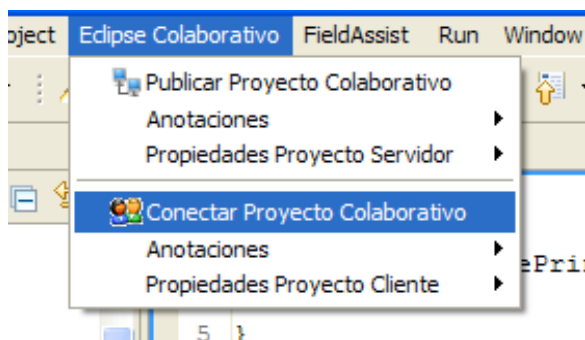 oject Eclipse Colaborativo FieldAssist Run Window
Publicar Proyecto Colaborativo
Anotaciones
Propiedades Proyecto Servidor
Conectar Proyecto Colaborativo
Anotaciones
ePri
Propiedades Proyecto Cliente
5 }